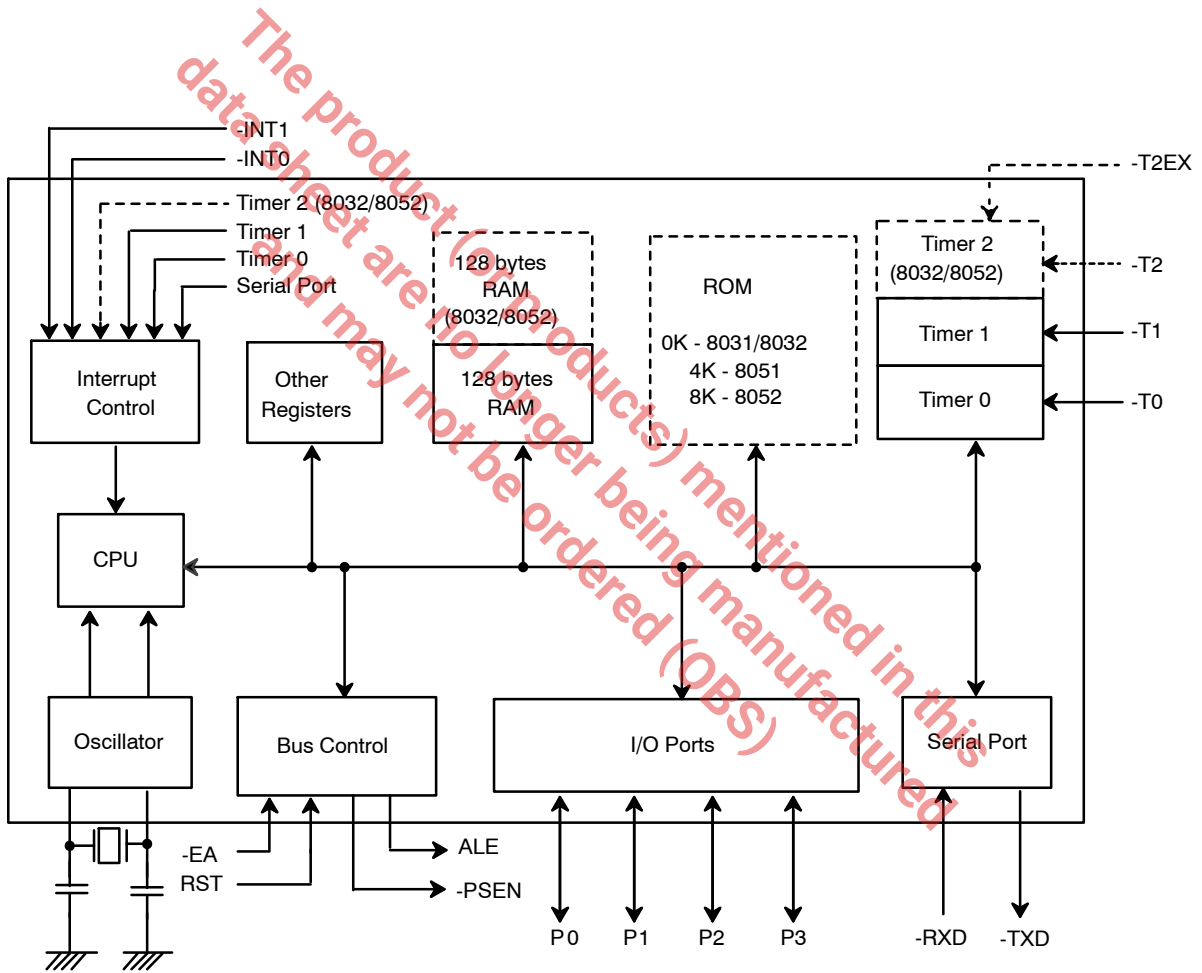 The product (or products) mentioned in this
data sheet are no longer being manufactured
and may not be ordered (OBS)
-INT1
-INT0
Timer 2 (8032/8052)
Timer 1
Timer 0
Serial Port
-T2EX
-T2
-T1
-T0
Interrupt
Control
Other
Registers
128 bytes
RAM
(8032/8052)
128 bytes
RAM
ROM
0K - 8031/8032
4K - 8051
8K - 8052
Timer 2
(8032/8052)
Timer 1
Timer 0
CPU
Oscillator
Bus Control
I/O Ports
Serial Port
-EA
RST
ALE
-PSEN
P0
P1
P2
P3
-RXD
-TXD